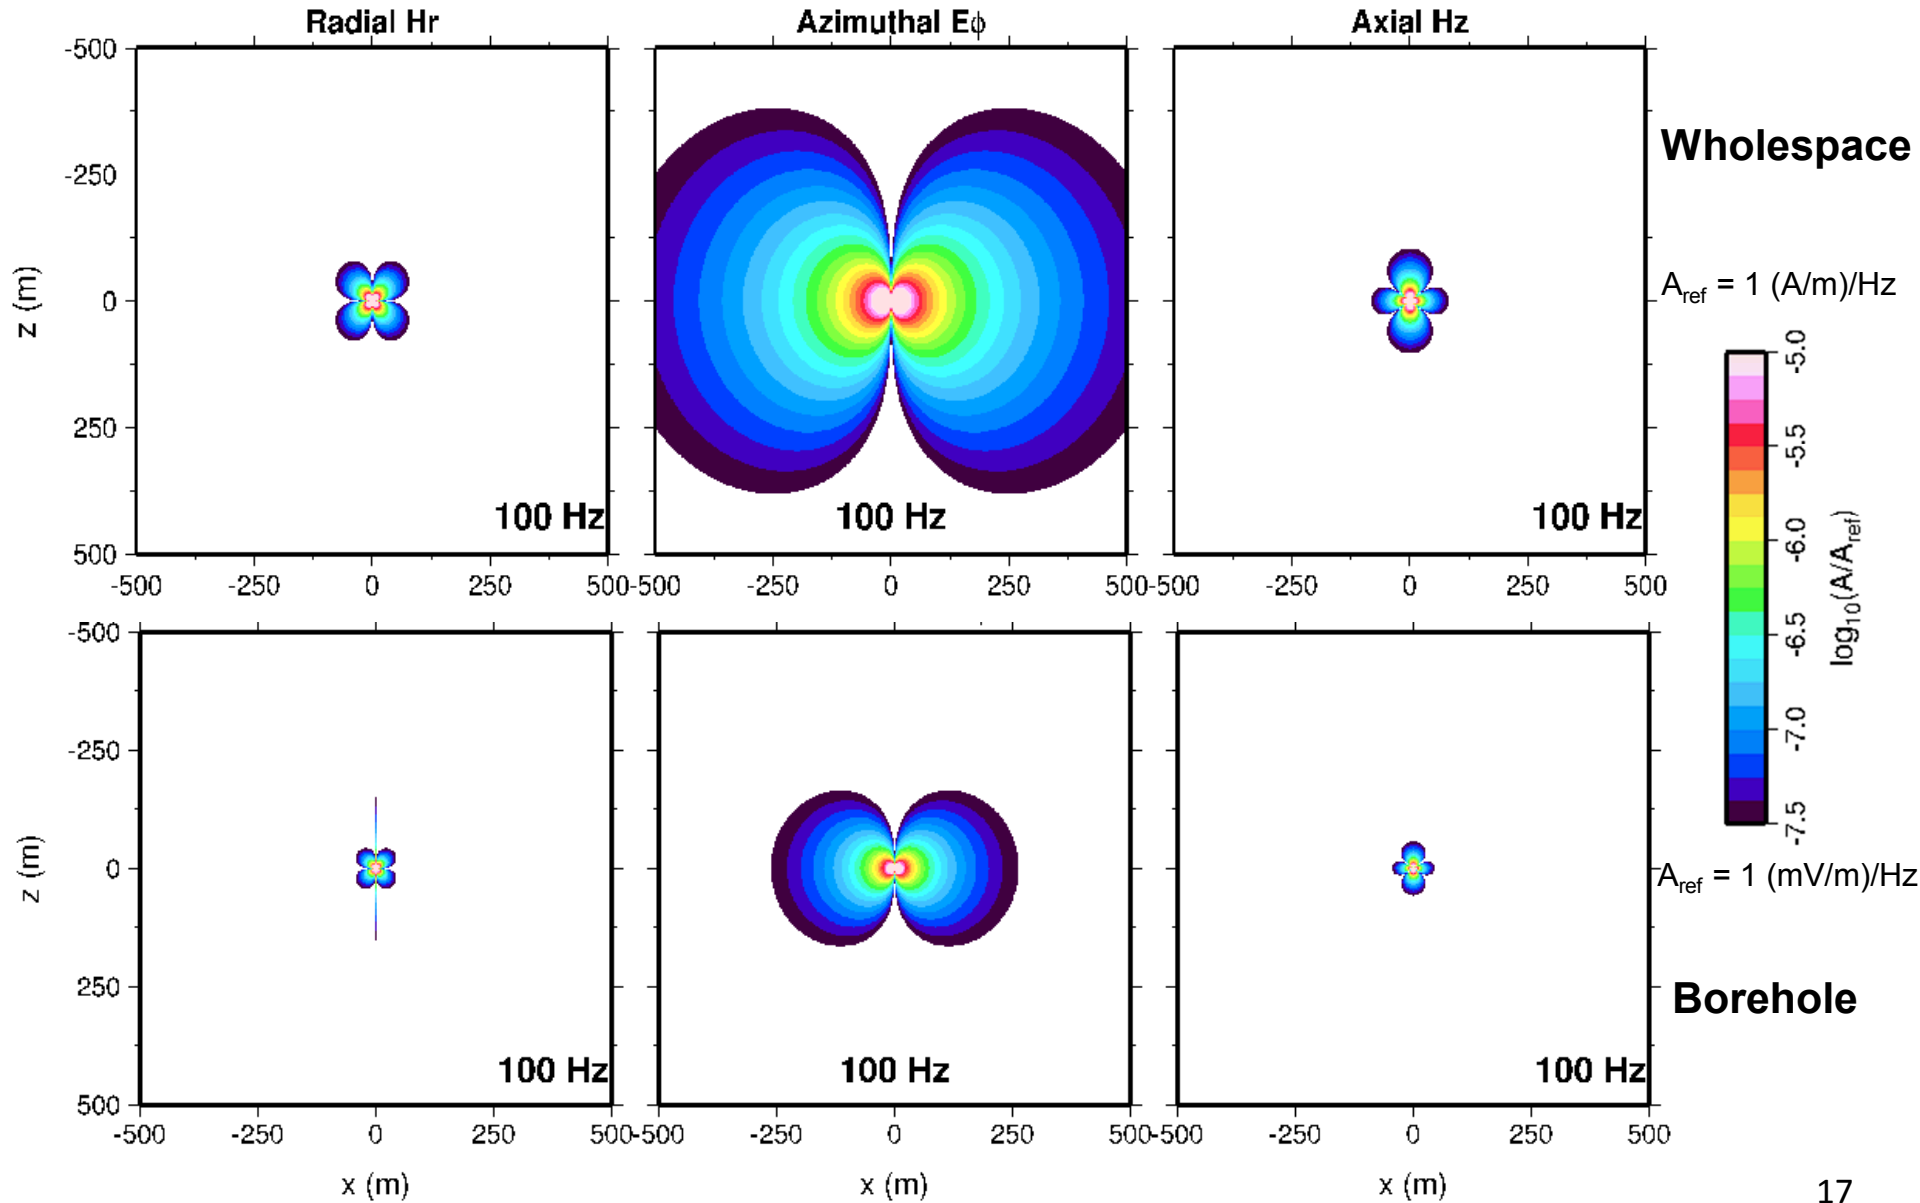 Radial Hr
Azimuthal Eϕ
Axial Hz
-500
-250
0
250
500
z (m)
100 Hz
100 Hz
100 Hz
-500 -250 0 250 500
-500 -250 0 250 500
-500 -250 0 250 500
Wholespace
A_ref = 1 (A/m)/Hz
-5.0
-5.5
-6.0
-6.5
-7.0
-7.5
log₁₀(A/A_ref)
A_ref = 1 (mV/m)/Hz
Borehole
-500
-250
0
250
500
z (m)
100 Hz
100 Hz
100 Hz
-500 -250 0 250 500
-500 -250 0 250 500
-500 -250 0 250 500
x (m)
x (m)
x (m)
17